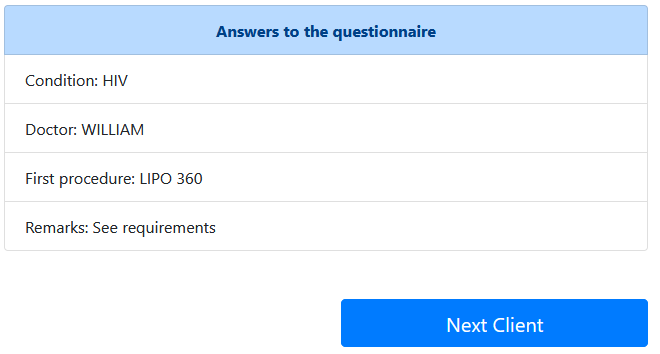 Answers to the questionnaire
Condition: HIV
Doctor: WILLIAM
First procedure: LIPO 360
Remarks: See requirements
Next Client